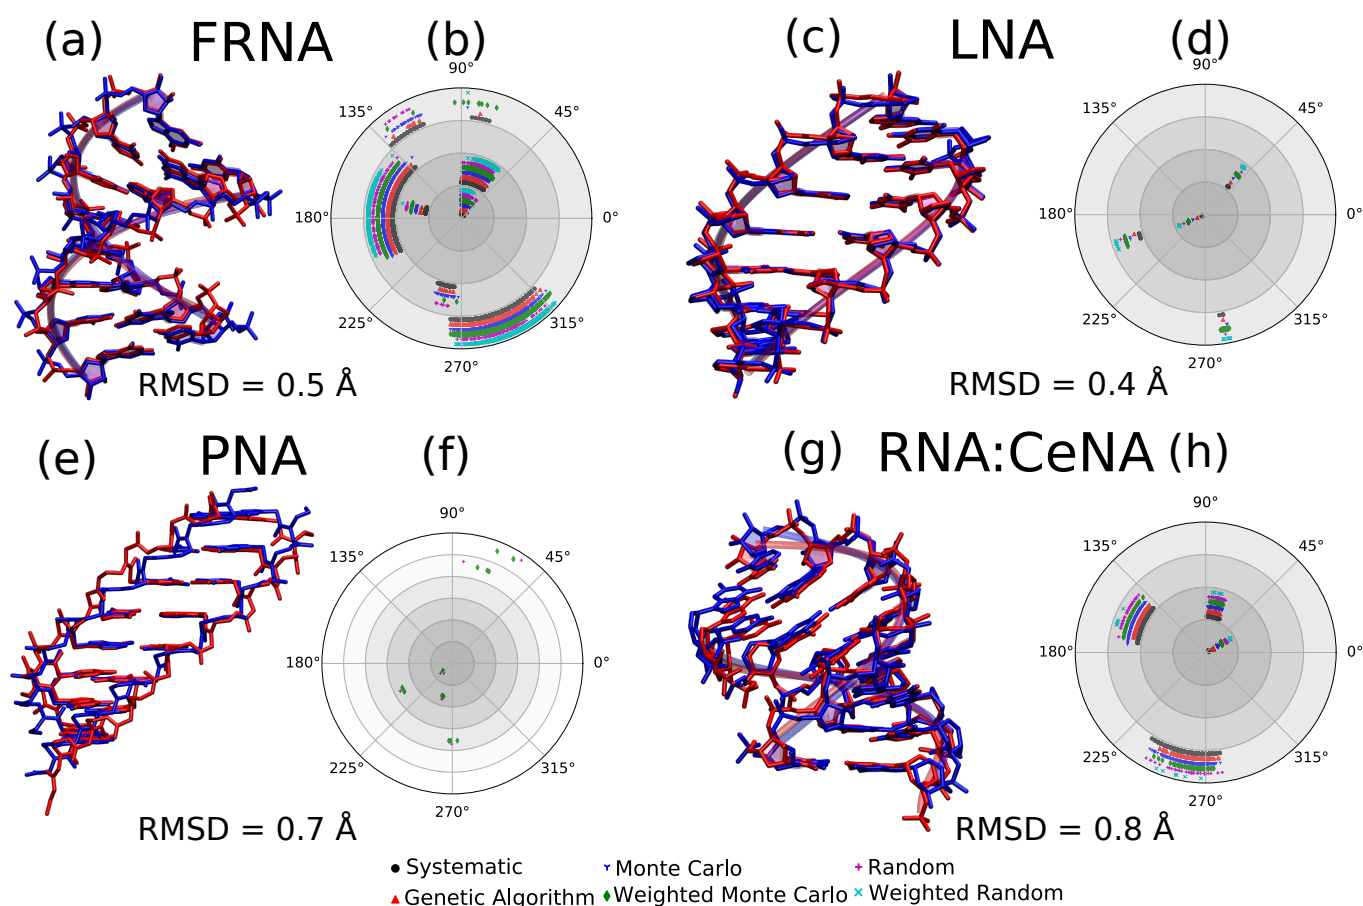 (a) FRNA (b)
90°
135° 45°
180° 0°
225° 315°
270°
RMSD = 0.5 Å
(c) LNA (d)
90°
135° 45°
180° 0°
225° 315°
270°
RMSD = 0.4 Å
(e) PNA (f)
90°
135° 45°
180° 0°
225° 315°
270°
RMSD = 0.7 Å
(g) RNA:CeNA (h)
90°
135° 45°
180° 0°
225° 315°
270°
RMSD = 0.8 Å
Systematic Monte Carlo Random
Genetic Algorithm Weighted Monte Carlo Weighted Random